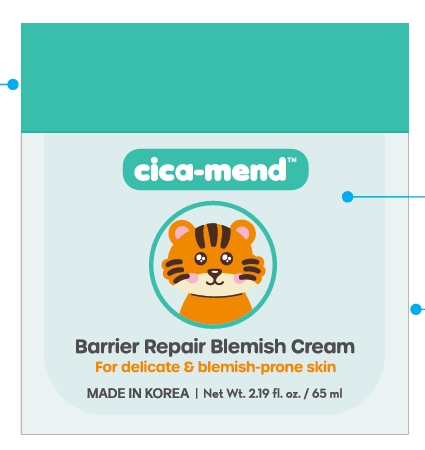 cica-mend™
Barrier Repair Blemish Cream
For delicate & blemish-prone skin
MADE IN KOREA | Net Wt. 2.19 fl. oz. / 65 ml